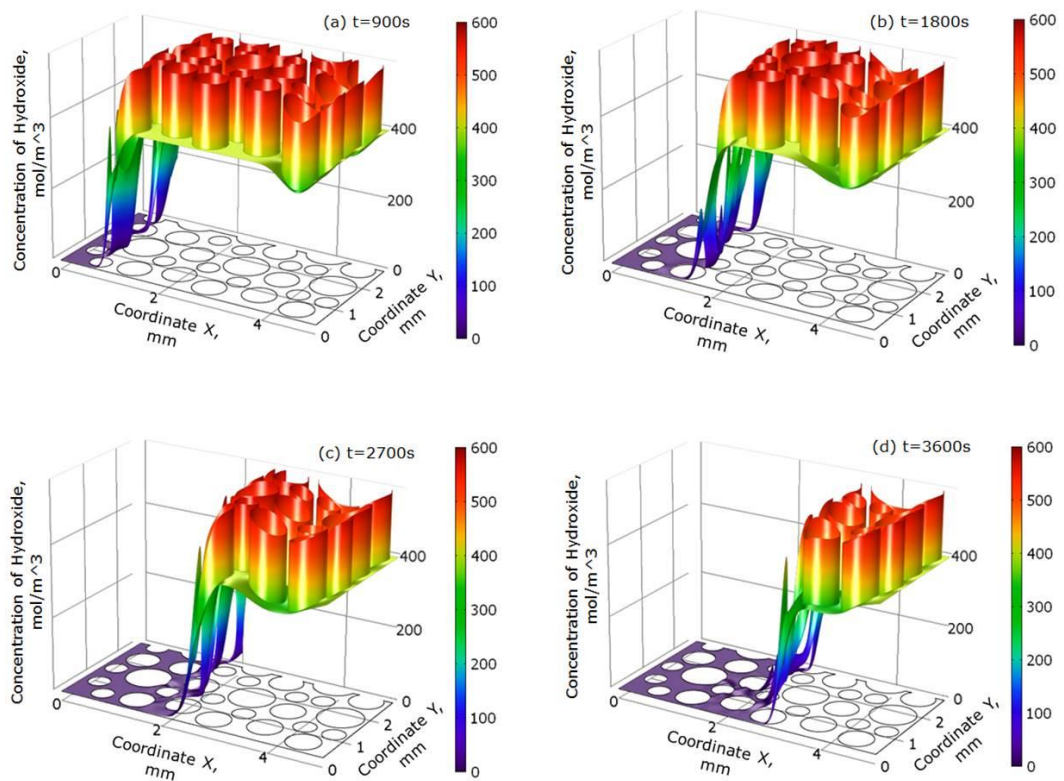 (a) t=900s
600
500
400
300
200
100
0
Concentration of Hydroxide,
mol/m^3
400
200
0
0
2
4
Coordinate X,
mm
0
1
2
Coordinate Y,
mm
(b) t=1800s
600
500
400
300
200
100
0
Concentration of Hydroxide,
mol/m^3
400
200
0
0
2
4
Coordinate X,
mm
0
1
2
Coordinate Y,
mm
(c) t=2700s
600
500
400
300
200
100
0
Concentration of Hydroxide,
mol/m^3
400
200
0
0
2
4
Coordinate X,
mm
0
1
2
Coordinate Y,
mm
(d) t=3600s
600
500
400
300
200
100
0
Concentration of Hydroxide,
mol/m^3
400
200
0
0
2
4
Coordinate X,
mm
0
1
2
Coordinate Y,
mm